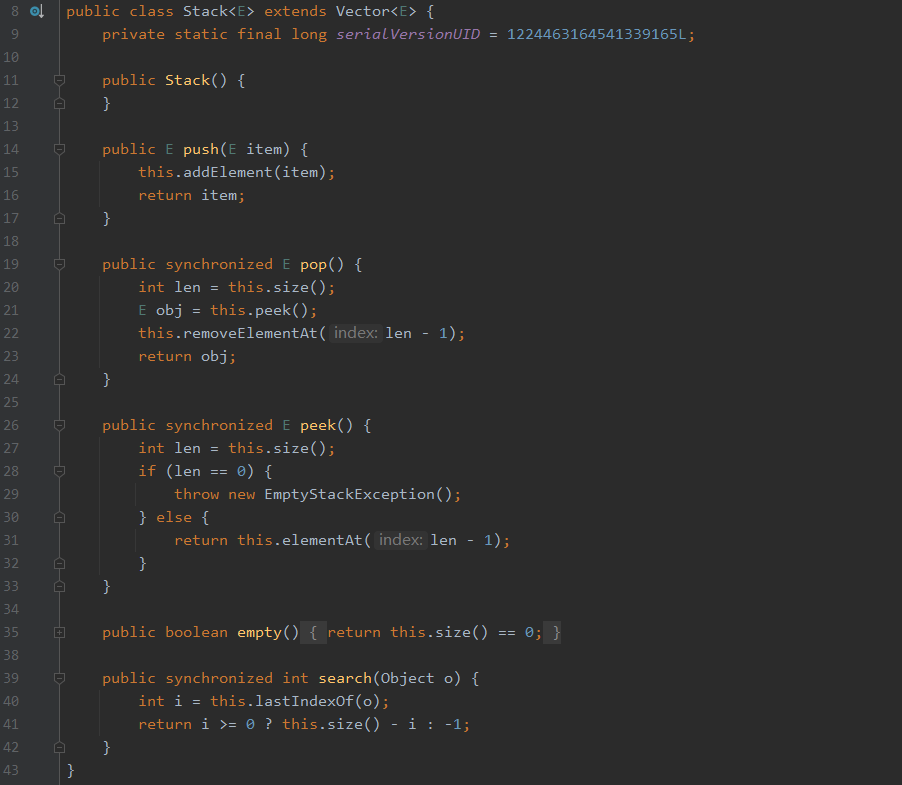 8 public class Stack<E> extends Vector<E> {
9 private static final long serialVersionUID = 1224463164541339165L;
10
11 public Stack() {
12 }
13
14 public E push(E item) {
15 this.addElement(item);
16 return item;
17 }
18
19 public synchronized E pop() {
20 int len = this.size();
21 E obj = this.peek();
22 this.removeElementAt( index: len - 1);
23 return obj;
24 }
25
26 public synchronized E peek() {
27 int len = this.size();
28 if (len == 0) {
29 throw new EmptyStackException();
30 } else {
31 return this.elementAt( index: len - 1);
32 }
33 }
34
35 public boolean empty() { return this.size() == 0; }
38
39 public synchronized int search(Object o) {
40 int i = this.lastIndexOf(o);
41 return i >= 0 ? this.size() - i : -1;
42 }
43 }